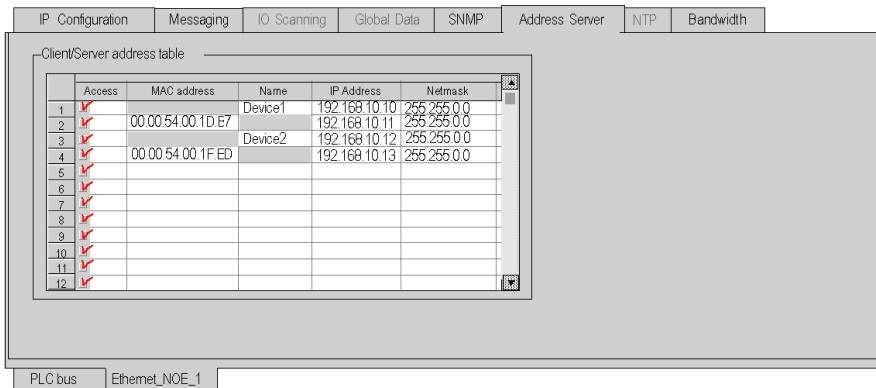 IP Configuration Messaging IO Scanning Global Data SNMP Address Server NTP Bandwidth
Client/Server address table
Access MAC address Name IP Address Netmask
1 Device1 192.168.10.10 255.255.0.0
2 00.00.54.00.1D.B7 192.168.10.11 255.255.0.0
3 Device2 192.168.10.12 255.255.0.0
4 00.00.54.00.1F.ED 192.168.10.13 255.255.0.0
5
6
7
8
9
10
11
12
PLC bus Ethernet_NOE_1